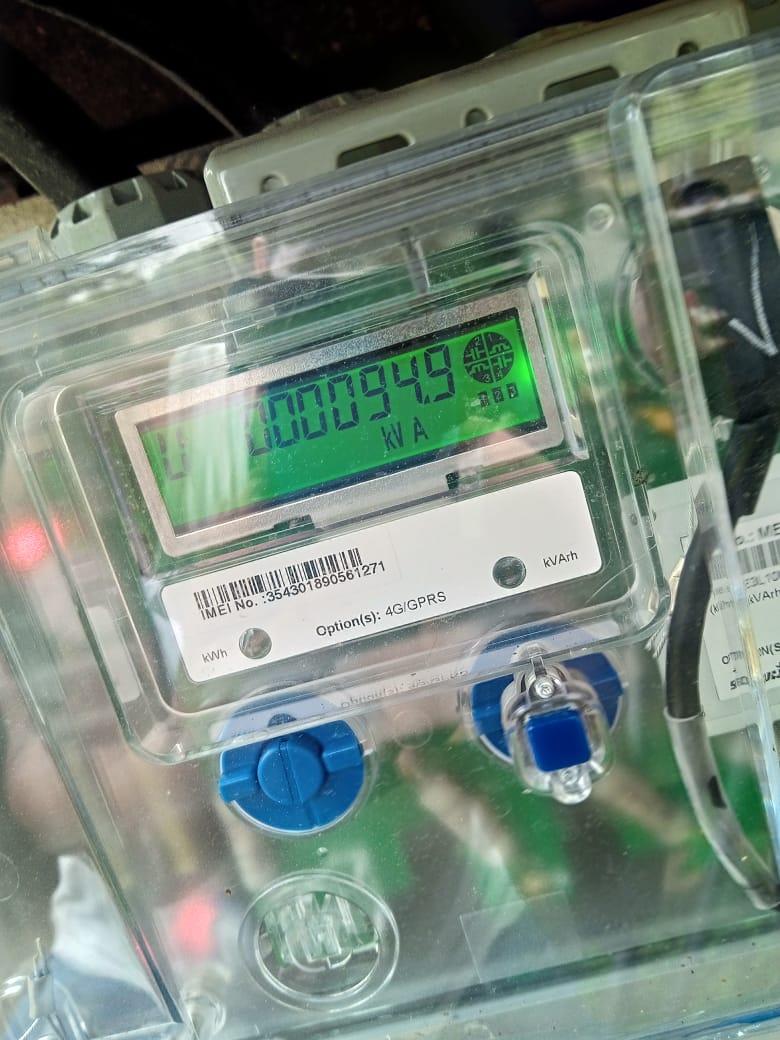 000094.9
kVA
IMEI No. :354301890561271
Option(s): 4G/GPRS
kWh
kVArh